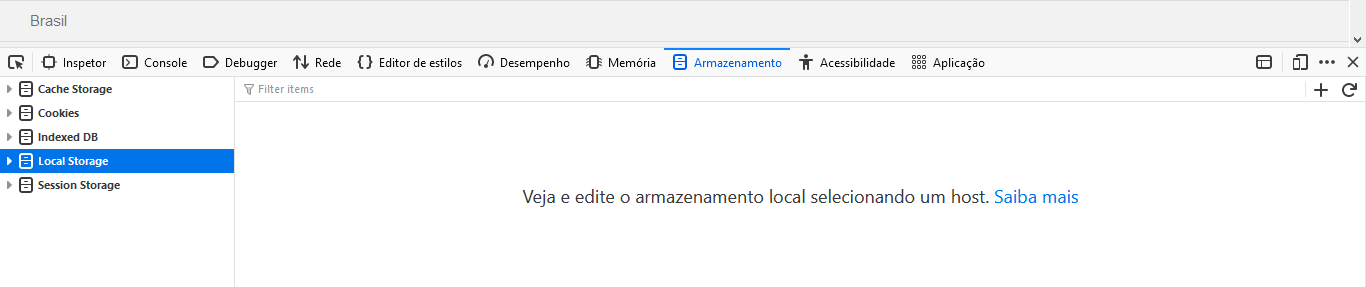 Brasil
Inspetor Console Debugger Rede Editor de estilos Desempenho Memória Armazenamento Acessibilidade Aplicação
Cache Storage
Filter items
Cookies
Indexed DB
Local Storage
Session Storage
Veja e edite o armazenamento local selecionando um host. Saiba mais